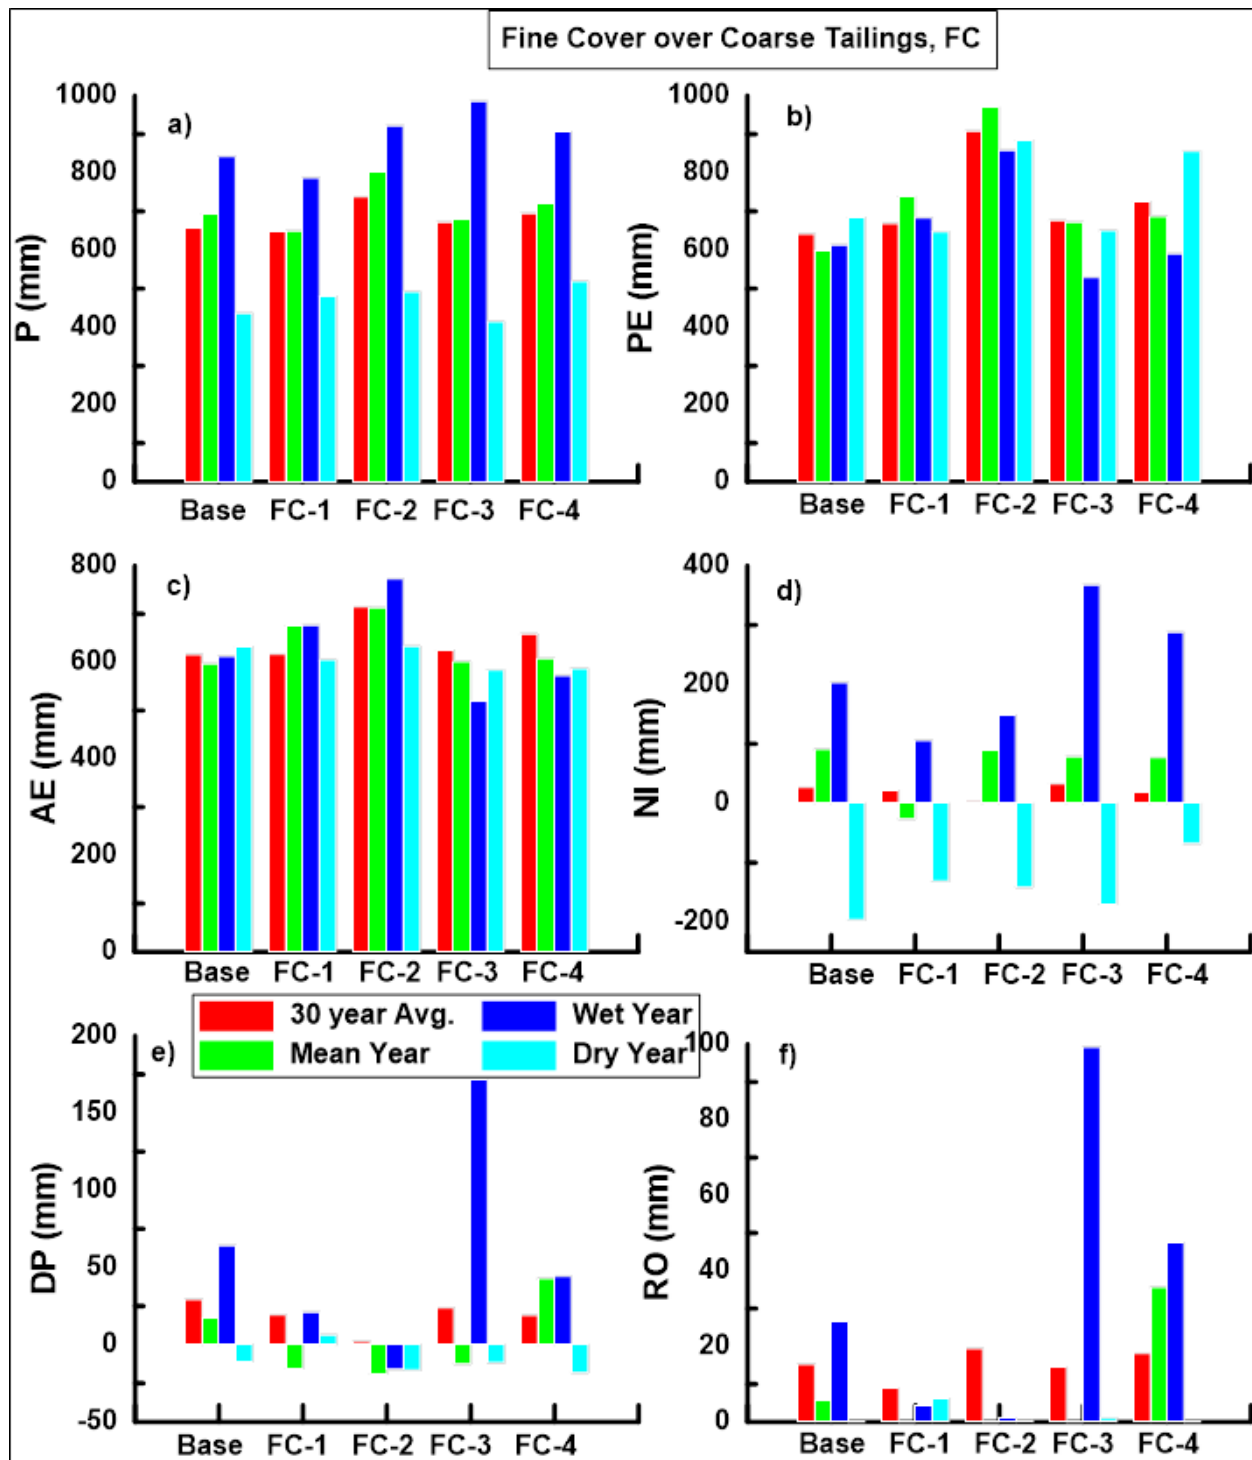 Fine Cover over Coarse Tailings, FC
a)
P (mm)
1000
800
600
400
200
0
Base FC-1 FC-2 FC-3 FC-4
b)
PE (mm)
1000
800
600
400
200
0
Base FC-1 FC-2 FC-3 FC-4
c)
AE (mm)
800
600
400
200
0
Base FC-1 FC-2 FC-3 FC-4
d)
NI (mm)
400
200
0
-200
Base FC-1 FC-2 FC-3 FC-4
30 year Avg. Wet Year
Mean Year Dry Year
e)
DP (mm)
200
150
100
50
0
-50
Base FC-1 FC-2 FC-3 FC-4
f)
RO (mm)
100
80
60
40
20
0
Base FC-1 FC-2 FC-3 FC-4